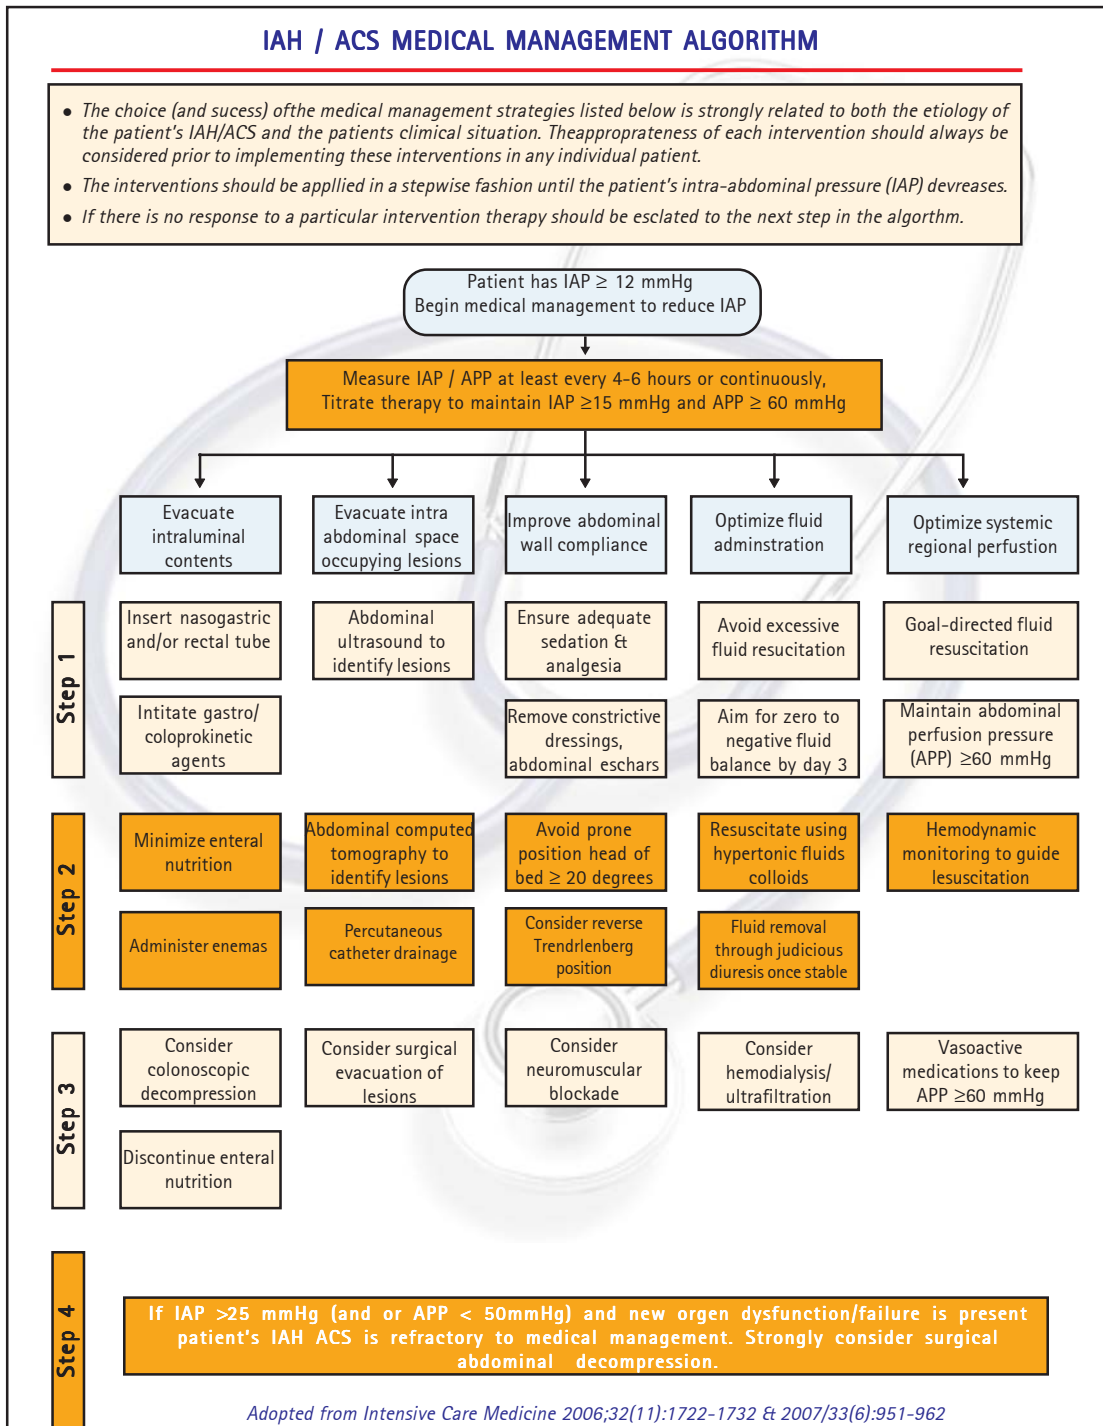 IAH / ACS MEDICAL MANAGEMENT ALGORITHM
• The choice (and sucess) ofthe medical management strategies listed below is strongly related to both the etiology of
the patient's IAH/ACS and the patients clinical situation. Theapproprateness of each intervention should always be
considered prior to implementing these interventions in any individual patient.
• The interventions should be appllied in a stepwise fashion until the patient's intra-abdominal pressure (IAP) devreases.
• If there is no response to a particular intervention therapy should be esclated to the next step in the algorthm.
Patient has IAP ≥ 12 mmHg
Begin medical management to reduce IAP
Measure IAP / APP at least every 4-6 hours or continuously,
Titrate therapy to maintain IAP ≥15 mmHg and APP ≥ 60 mmHg
Evacuate
intraluminal
contents
Evacuate intra
abdominal space
occupying lesions
Improve abdominal
wall compliance
Optimize fluid
adminstration
Optimize systemic
regional perfustion
Step 1
Insert nasogastric
and/or rectal tube
Abdominal
ultrasound to
identify lesions
Ensure adequate
sedation &
analgesia
Avoid excessive
fluid resucitation
Goal-directed fluid
resuscitation
Intitate gastro/
coloprokinetic
agents
Remove constrictive
dressings,
abdominal eschars
Aim for zero to
negative fluid
balance by day 3
Maintain abdominal
perfusion pressure
(APP) ≥60 mmHg
Step 2
Minimize enteral
nutrition
Abdominal computed
tomography to
identify lesions
Avoid prone
position head of
bed ≥ 20 degrees
Resuscitate using
hypertonic fluids
colloids
Hemodynamic
monitoring to guide
lesuscitation
Administer enemas
Percutaneous
catheter drainage
Consider reverse
Trendrlenberg
position
Fluid removal
through judicious
diuresis once stable
Step 3
Consider
colonoscopic
decompression
Consider surgical
evacuation of
lesions
Consider
neuromuscular
blockade
Consider
hemodialysis/
ultrafiltration
Vasoactive
medications to keep
APP ≥60 mmHg
Discontinue enteral
nutrition
Step 4
If IAP >25 mmHg (and or APP < 50mmHg) and new orgen dysfunction/failure is present
patient's IAH ACS is refractory to medical management. Strongly consider surgical
abdominal decompression.
Adopted from Intensive Care Medicine 2006;32(11):1722-1732 & 2007/33(6):951-962